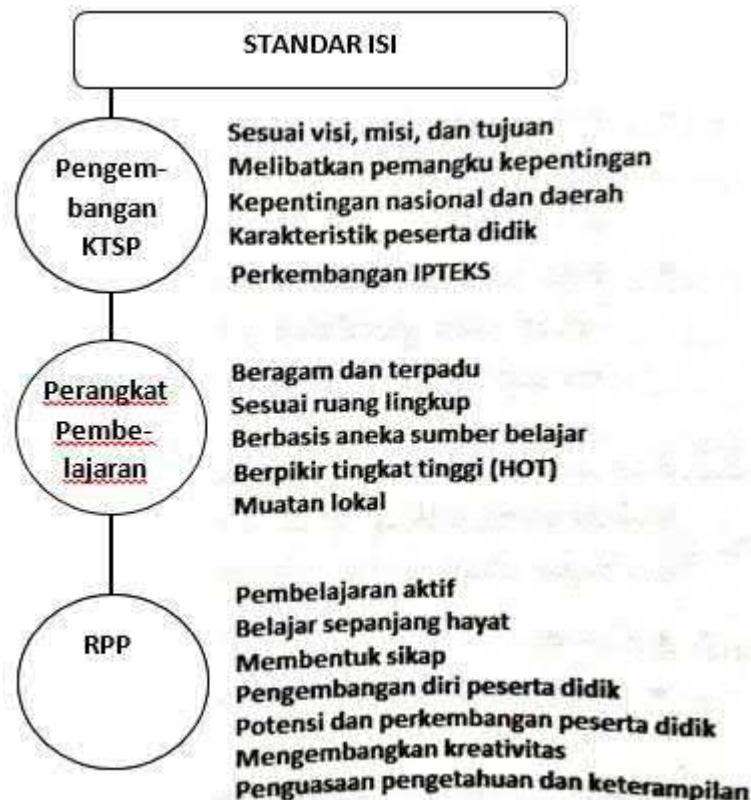 STANDAR ISI
Pengem-
bangan
KTSP
Sesuai visi, misi, dan tujuan
Melibatkan pemangku kepentingan
Kepentingan nasional dan daerah
Karakteristik peserta didik
Perkembangan IPTEKS
Perangkat
Pembe-
lajaran
Beragam dan terpadu
Sesuai ruang lingkup
Berbasis aneka sumber belajar
Berpikir tingkat tinggi (HOT)
Muatan lokal
RPP
Pembelajaran aktif
Belajar sepanjang hayat
Membentuk sikap
Pengembangan diri peserta didik
Potensi dan perkembangan peserta didik
Mengembangkan kreativitas
Penguasaan pengetahuan dan keterampilan